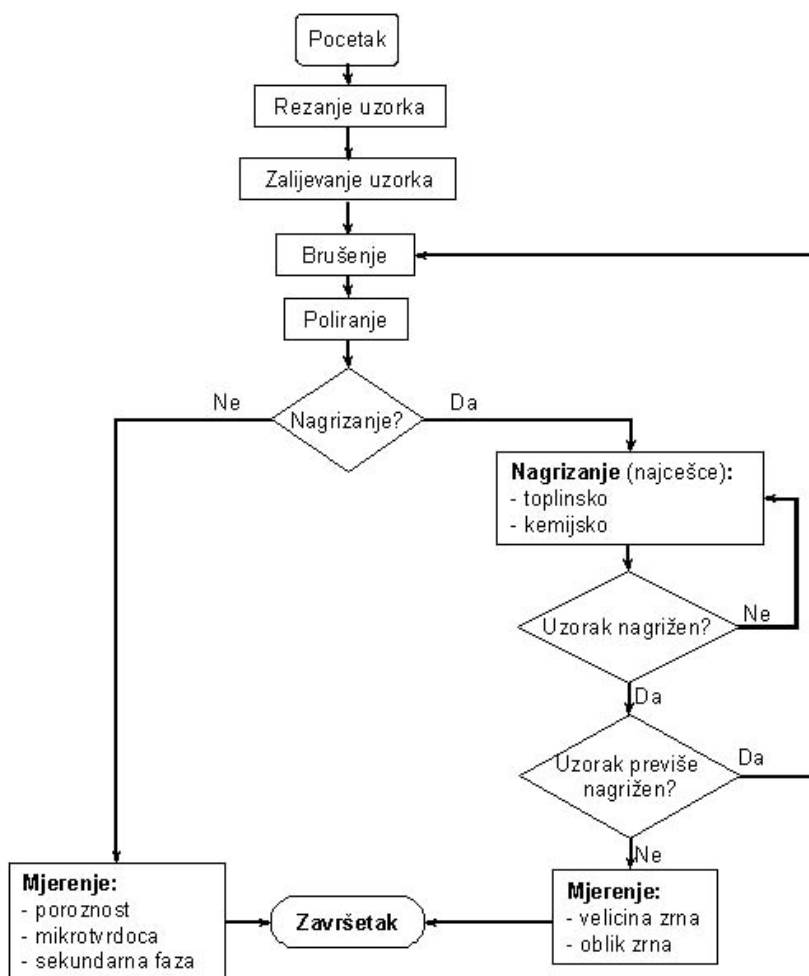 Pocetak
Rezanje uzorka
Zalijevanje uzorka
Brušenje
Poliranje
Ne
Da
Nagrizanje?
Nagrizanje (najcešce):
- toplinsko
- kemijsko
Uzorak nagrižen?
Ne
Da
Uzorak previše
nagrižen?
Da
Ne
Mjerenje:
- poroznost
- mikrotvrdoca
- sekundarna faza
Završetak
Mjerenje:
- velicina zrna
- oblik zrna